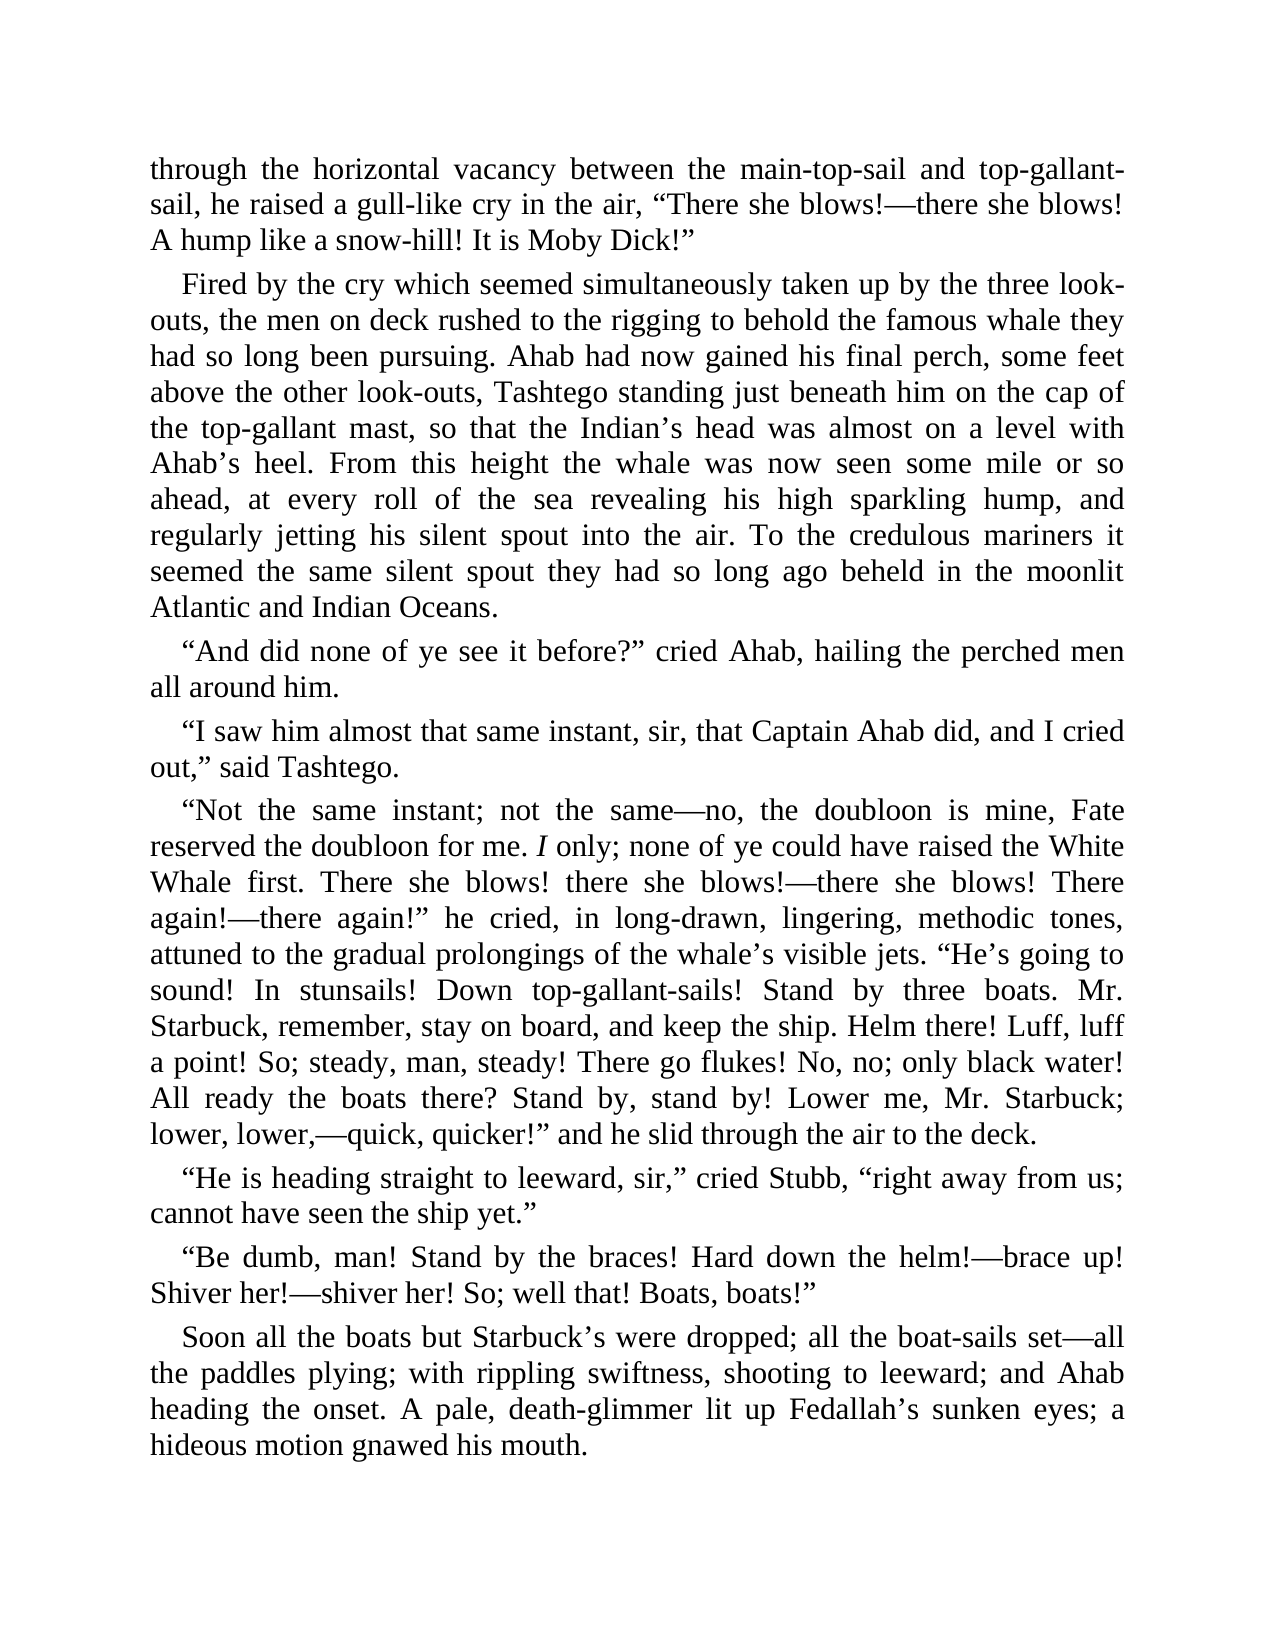 through the horizontal vacancy between the main-top-sail and top-gallant-
sail, he raised a gull-like cry in the air, “There she blows!—there she blows!
A hump like a snow-hill! It is Moby Dick!”
Fired by the cry which seemed simultaneously taken up by the three look-
outs, the men on deck rushed to the rigging to behold the famous whale they
had so long been pursuing. Ahab had now gained his final perch, some feet
above the other look-outs, Tashtego standing just beneath him on the cap of
the top-gallant mast, so that the Indian’s head was almost on a level with
Ahab’s heel. From this height the whale was now seen some mile or so
ahead, at every roll of the sea revealing his high sparkling hump, and
regularly jetting his silent spout into the air. To the credulous mariners it
seemed the same silent spout they had so long ago beheld in the moonlit
Atlantic and Indian Oceans.
“And did none of ye see it before?” cried Ahab, hailing the perched men
all around him.
“I saw him almost that same instant, sir, that Captain Ahab did, and I cried
out,” said Tashtego.
“Not the same instant; not the same—no, the doubloon is mine, Fate
reserved the doubloon for me. I only; none of ye could have raised the White
Whale first. There she blows! there she blows!—there she blows! There
again!—there again!” he cried, in long-drawn, lingering, methodic tones,
attuned to the gradual prolongings of the whale’s visible jets. “He’s going to
sound! In stunsails! Down top-gallant-sails! Stand by three boats. Mr.
Starbuck, remember, stay on board, and keep the ship. Helm there! Luff, luff
a point! So; steady, man, steady! There go flukes! No, no; only black water!
All ready the boats there? Stand by, stand by! Lower me, Mr. Starbuck;
lower, lower,—quick, quicker!” and he slid through the air to the deck.
“He is heading straight to leeward, sir,” cried Stubb, “right away from us;
cannot have seen the ship yet.”
“Be dumb, man! Stand by the braces! Hard down the helm!—brace up!
Shiver her!—shiver her! So; well that! Boats, boats!”
Soon all the boats but Starbuck’s were dropped; all the boat-sails set—all
the paddles plying; with rippling swiftness, shooting to leeward; and Ahab
heading the onset. A pale, death-glimmer lit up Fedallah’s sunken eyes; a
hideous motion gnawed his mouth.